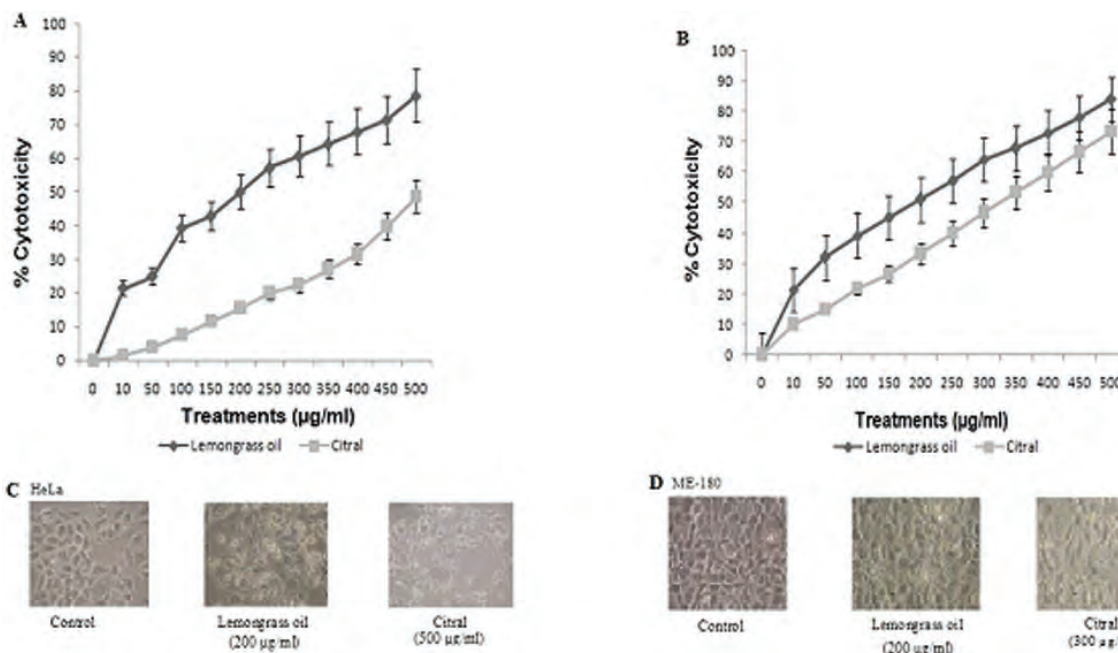 A
100
90
80
70
60
50
40
30
20
10
0
% Cytotoxicity
0 10 50 100 150 200 250 300 350 400 450 500
Treatments (µg/ml)
Lemongrass oil Citral
B
100
90
80
70
60
50
40
30
20
10
0
% Cytotoxicity
0 10 50 100 150 200 250 300 350 400 450 500
Treatments (µg/ml)
Lemongrass oil Citral
C HeLa
Control
Lemongrass oil
(200 µg/ml)
Citral
(500 µg/ml)
D ME-180
Control
Lemongrass oil
(200 µg/ml)
Citral
(300 µg/